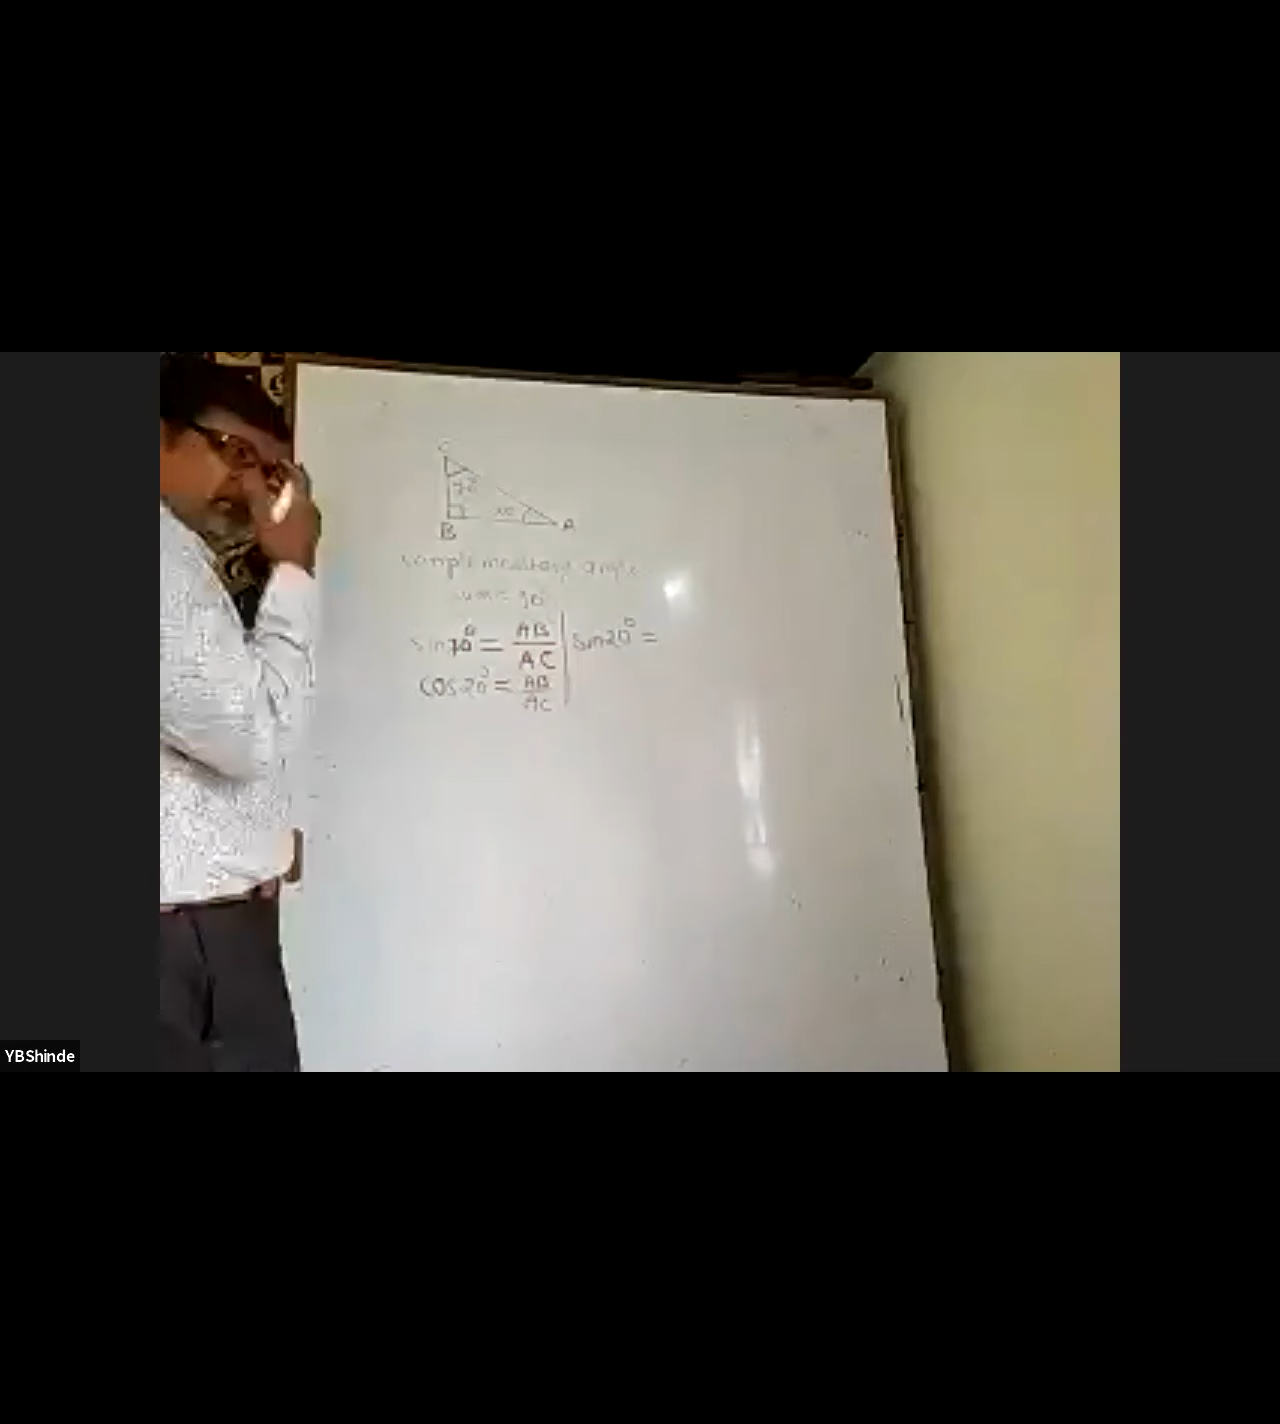 C
70°
20
B
A
complementary angle
sum = 90°
sin70° = AB/AC | sin20° =
cos20° = AB/AC
YBShinde